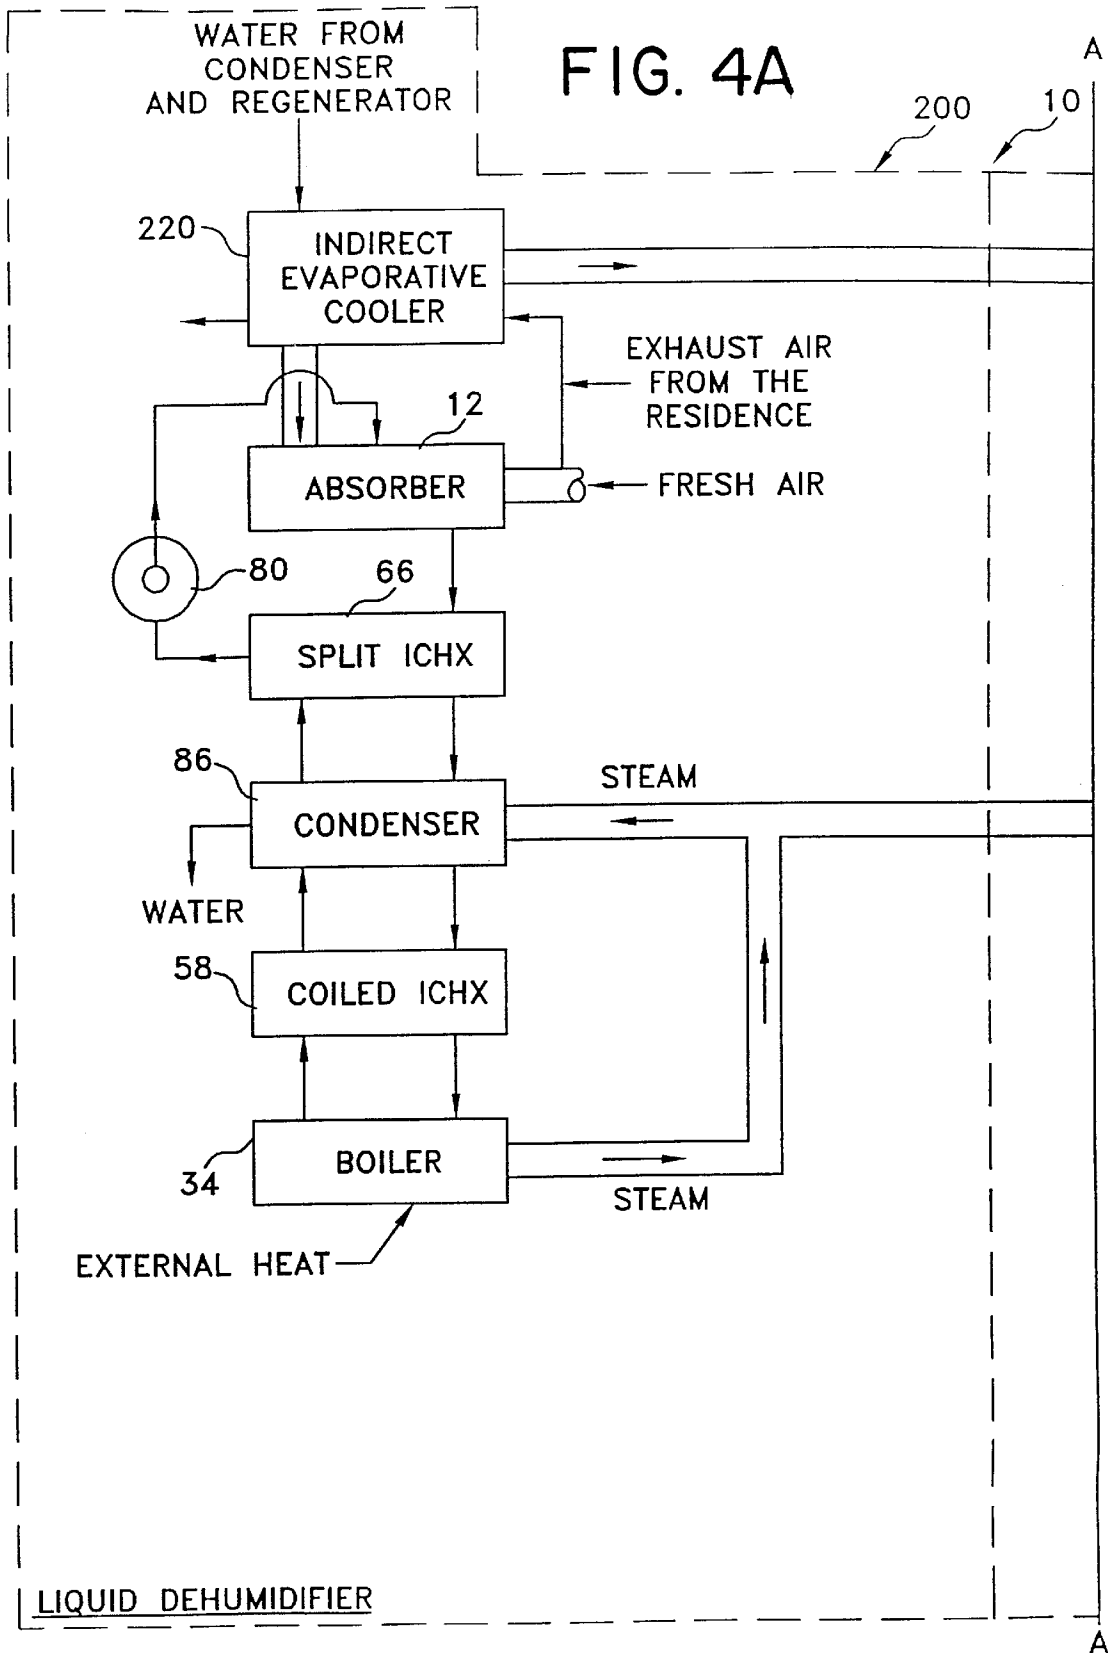 WATER FROM
CONDENSER
AND REGENERATOR
FIG. 4A
A
200
10
220
INDIRECT
EVAPORATIVE
COOLER
EXHAUST AIR
FROM THE
RESIDENCE
12
ABSORBER
FRESH AIR
80
66
SPLIT ICHX
86
STEAM
CONDENSER
WATER
58
COILED ICHX
34
BOILER
STEAM
EXTERNAL HEAT
LIQUID DEHUMIDIFIER
A